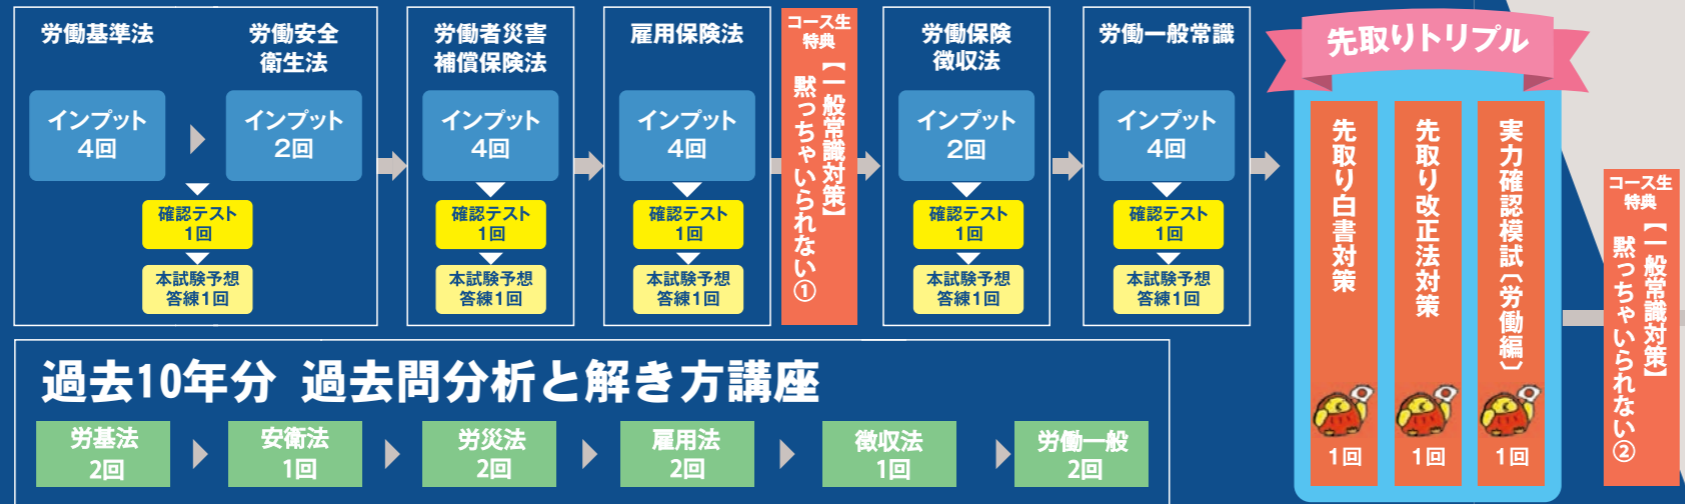 労働基準法
インプット
4回
労働安全
衛生法
インプット
2回
確認テスト
1回
本試験予想
答練1回
労働者災害
補償保険法
インプット
4回
確認テスト
1回
本試験予想
答練1回
雇用保険法
インプット
4回
確認テスト
1回
本試験予想
答練1回
コース生
特典
【一般常識対策】
黙っちゃいられない①
労働保険
徴収法
インプット
2回
確認テスト
1回
本試験予想
答練1回
労働一般常識
インプット
4回
確認テスト
1回
本試験予想
答練1回
先取りトリプル
先取り白書対策
1回
先取り改正法対策
1回
実力確認模試〔労働編〕
1回
コース生
特典
【一般常識対策】
黙っちゃいられない②
過去10年分 過去問分析と解き方講座
労基法
2回
安衛法
1回
労災法
2回
雇用法
2回
徴収法
1回
労働一般
2回